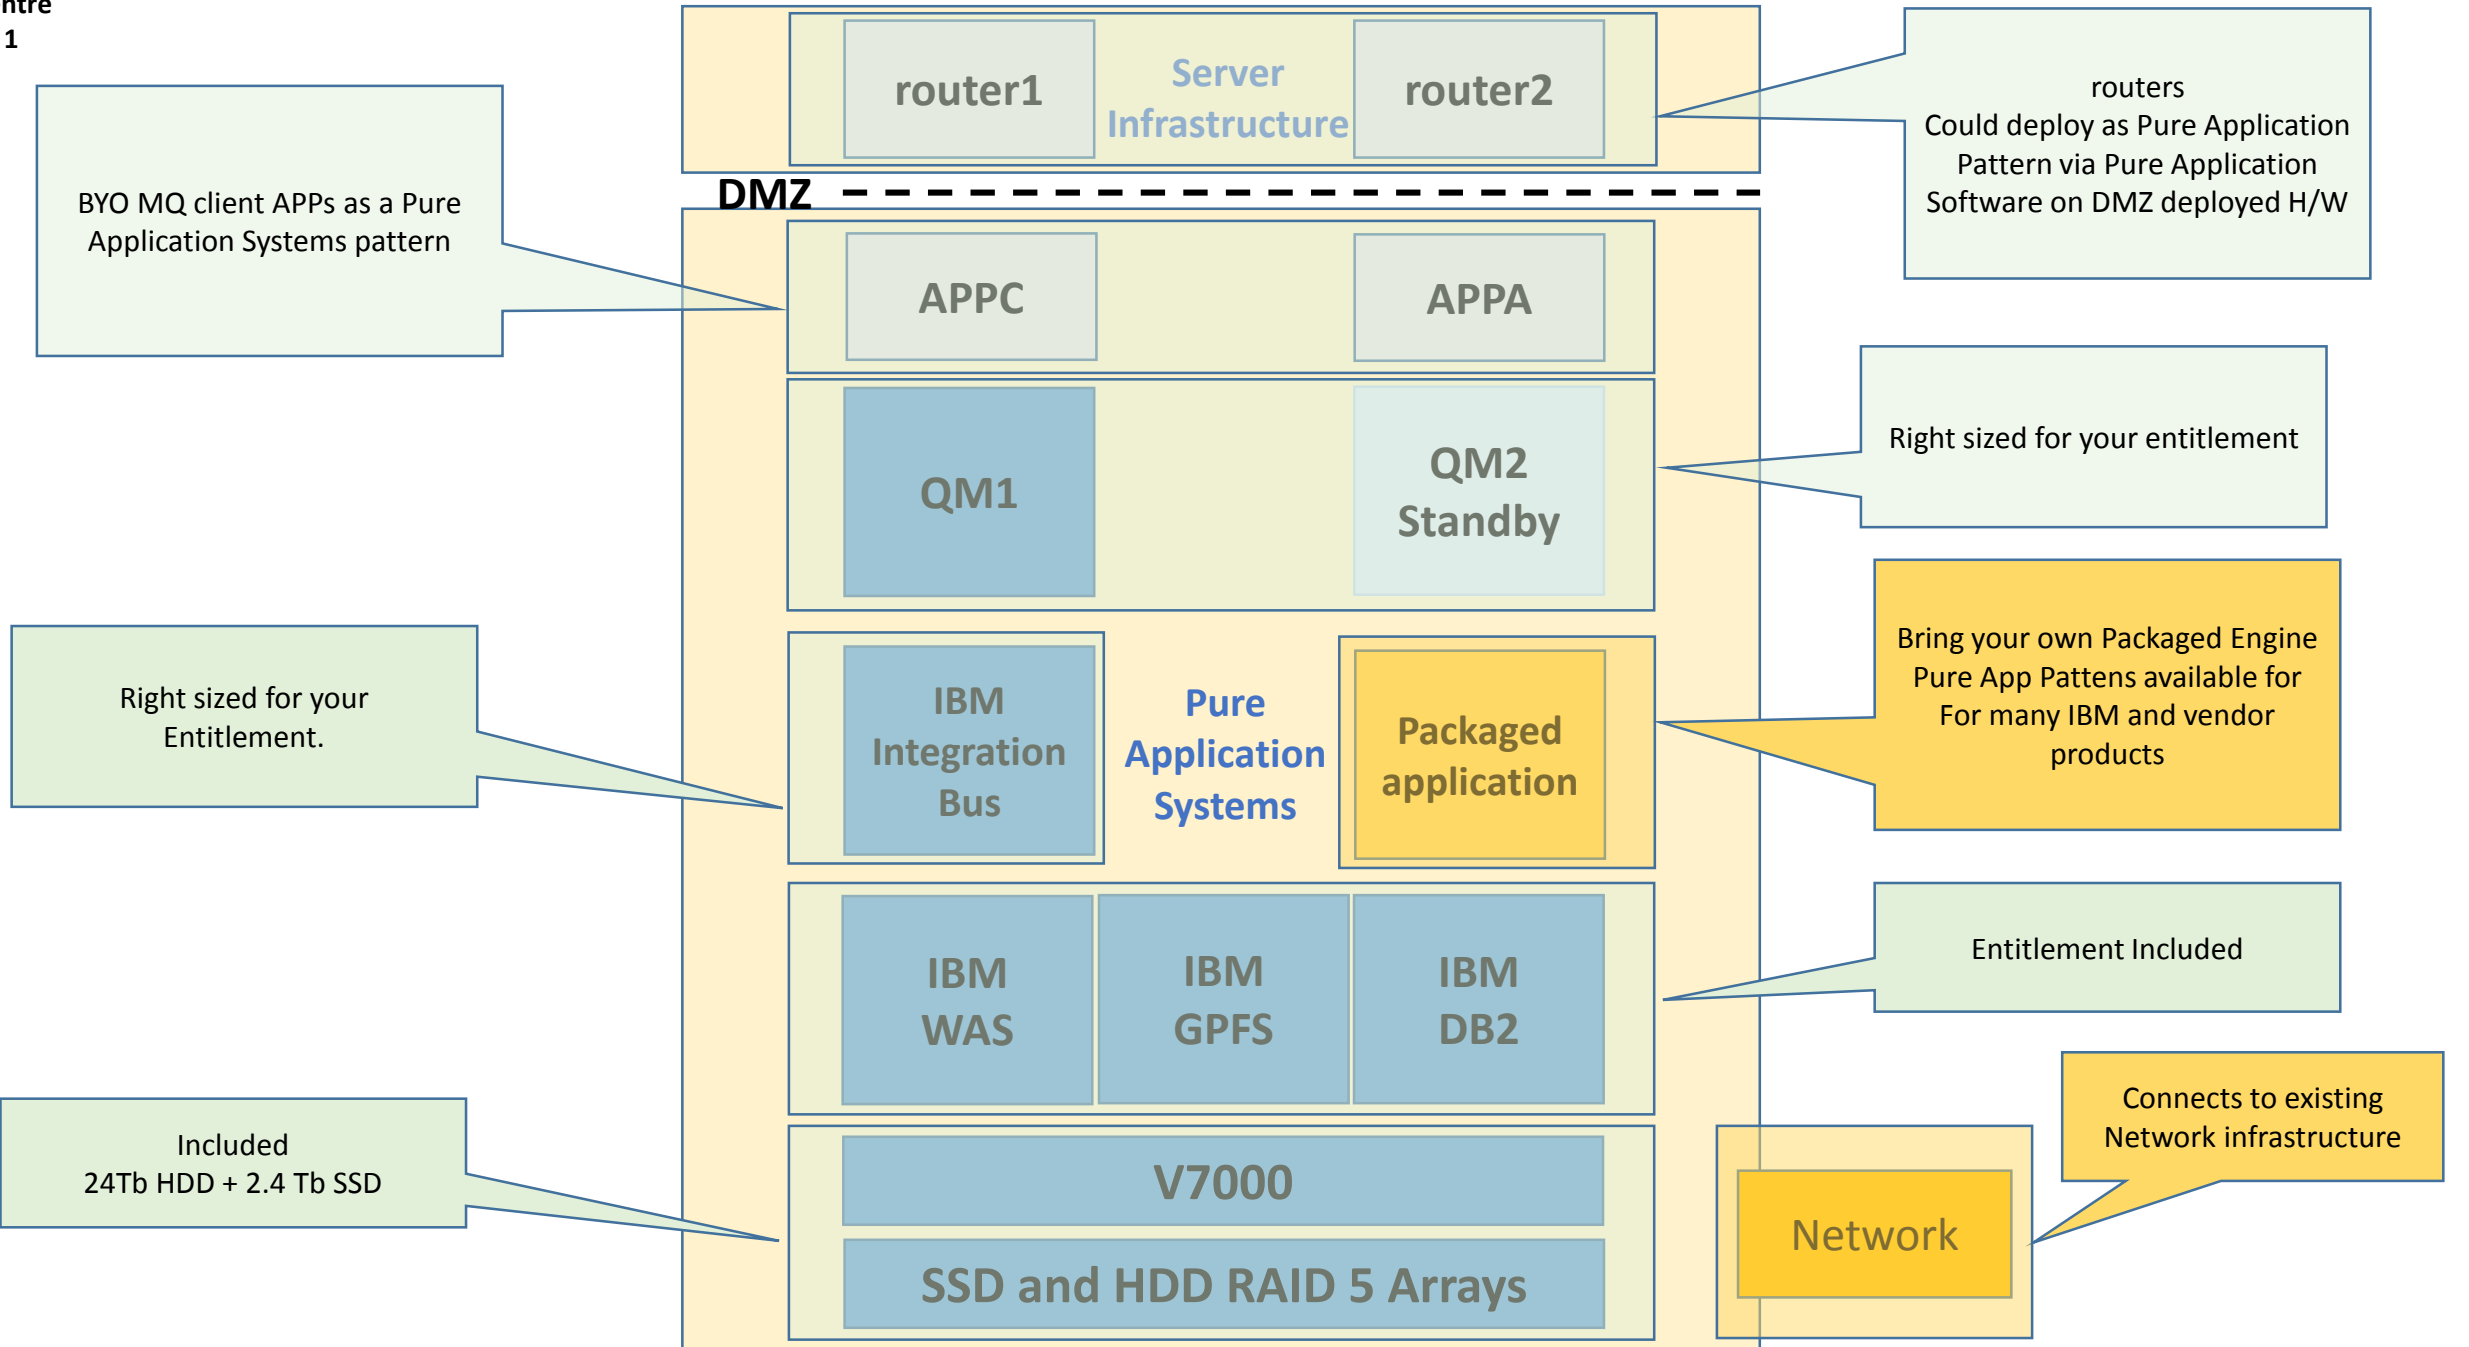 ntre
1
router1
Server
Infrastructure
router2
routers
Could deploy as Pure Application
Pattern via Pure Application
Software on DMZ deployed H/W
DMZ
BYO MQ client APPs as a Pure
Application Systems pattern
APPC
APPA
QM1
QM2
Standby
Right sized for your entitlement
Right sized for your
Entitlement.
IBM
Integration
Bus
Pure
Application
Systems
Packaged
application
Bring your own Packaged Engine
Pure App Pattens available for
For many IBM and vendor
products
IBM
WAS
IBM
GPFS
IBM
DB2
Entitlement Included
Included
24Tb HDD + 2.4 Tb SSD
V7000
SSD and HDD RAID 5 Arrays
Connects to existing
Network infrastructure
Network